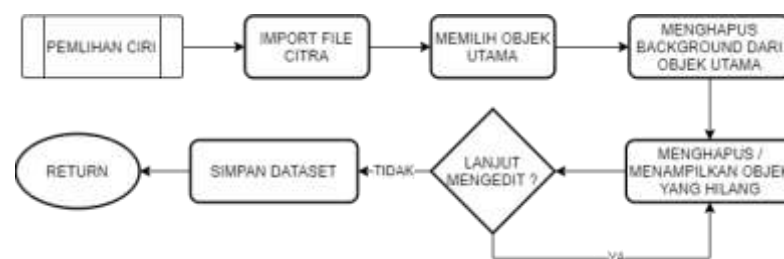 PEMLIHAN CIRI
IMPORT FILE
CITRA
MEMILIH OBJEK
UTAMA
MENGHAPUS
BACKGROUND DARI
OBJEK UTAMA
MENGHAPUS /
MENAMPILKAN OBJEK
YANG HILANG
LANJUT
MENGEDIT ?
TIDAK
SIMPAN DATASET
RETURN
YA